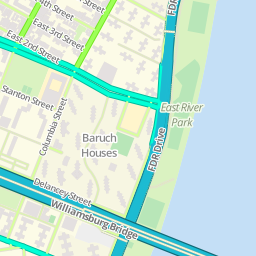 East 3rd Street
East 2nd Street
Stanton Street
Columbia Street
FDR Drive
East River
Park
Baruch
Houses
FDR Drive
Delancey Street
Williamsburg Bridge